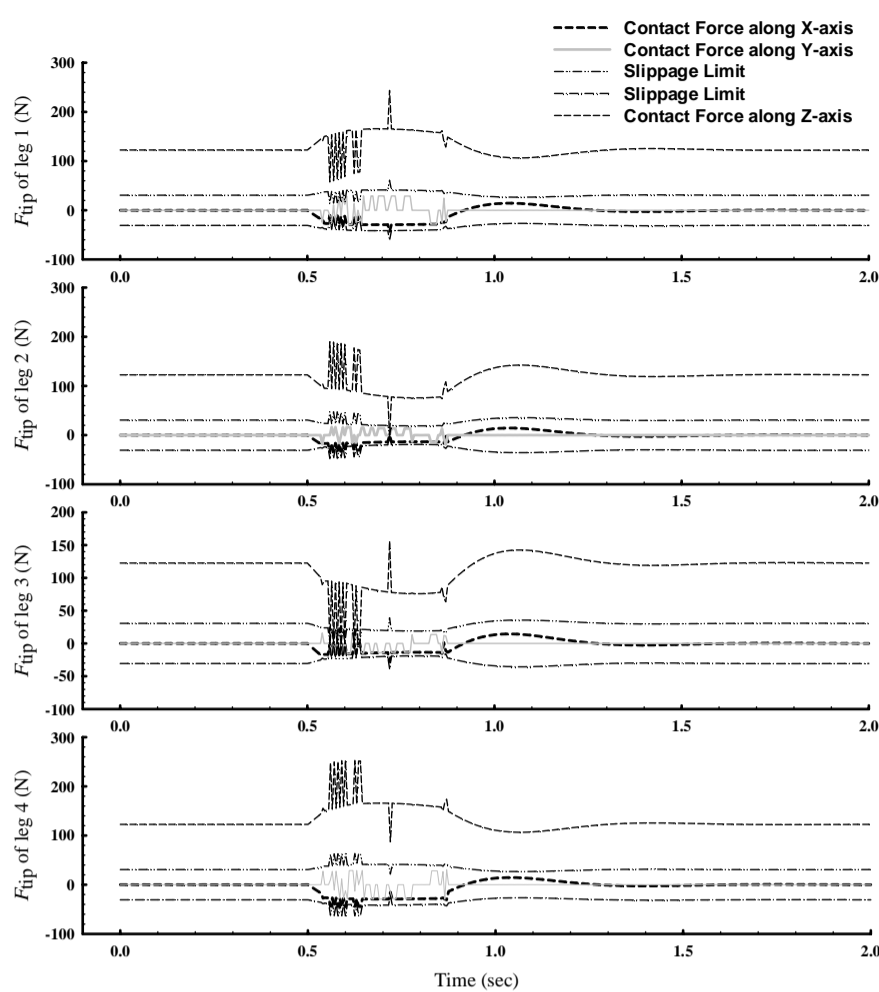 Contact Force along X-axis
Contact Force along Y-axis
Slippage Limit
Slippage Limit
Contact Force along Z-axis
Ftip of leg 1 (N)
300
200
100
0
-100
0.0 0.5 1.0 1.5 2.0
Ftip of leg 2 (N)
300
200
100
0
-100
0.0 0.5 1.0 1.5 2.0
Ftip of leg 3 (N)
200
150
100
50
0
-50
-100
0.0 0.5 1.0 1.5 2.0
Ftip of leg 4 (N)
300
200
100
0
-100
0.0 0.5 1.0 1.5 2.0
Time (sec)